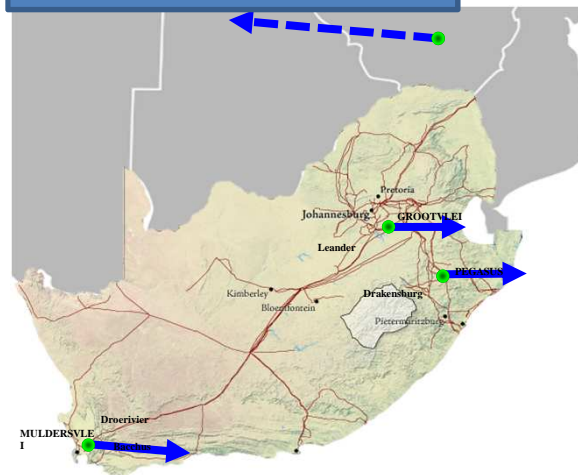 Pretoria
Johannesburg
GROOTVLEI
Leander
PEGASUS
Kimberley
Drakensburg
Bloemfontein
Pietermaritzburg
Droerivier
MULDERSVLE
I